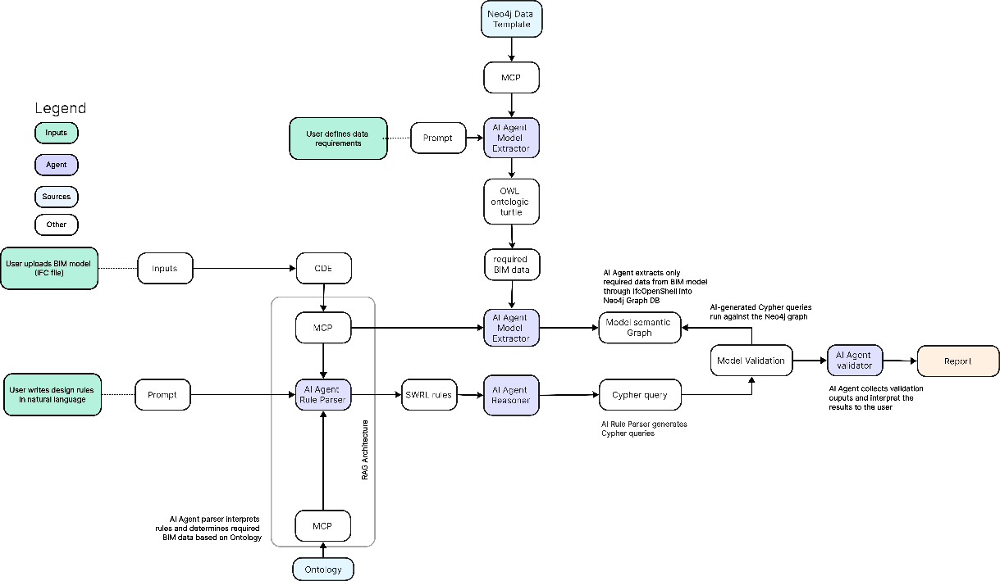 Neo4j Data
Template
MCP
Legend
Inputs
Agent
Sources
Other
User defines data
requirements
Prompt
AI Agent
Model
Extractor
OWL
ontologic
turtle
required
BIM data
User uploads BIM model
(IFC file)
Inputs
CDE
MCP
AI Agent
Model
Extractor
AI Agent extracts only
required data from BIM model
through IfcOpenShell into
Neo4j Graph DB
Model semantic
Graph
AI-generated Cypher queries
run against the Neo4j graph
Model Validation
AI Agent
validator
Report
AI Agent collects validation
ouputs and interpret the
results to the user
User writes design rules
in natural language
Prompt
AI Agent
Rule Parser
SWRL rules
AI Agent
Reasoner
Cypher query
AI Rule Parser generates
Cypher queries
RAG Architecture
AI Agent parser interprets
rules and determines required
BIM data based on Ontology
MCP
Ontology